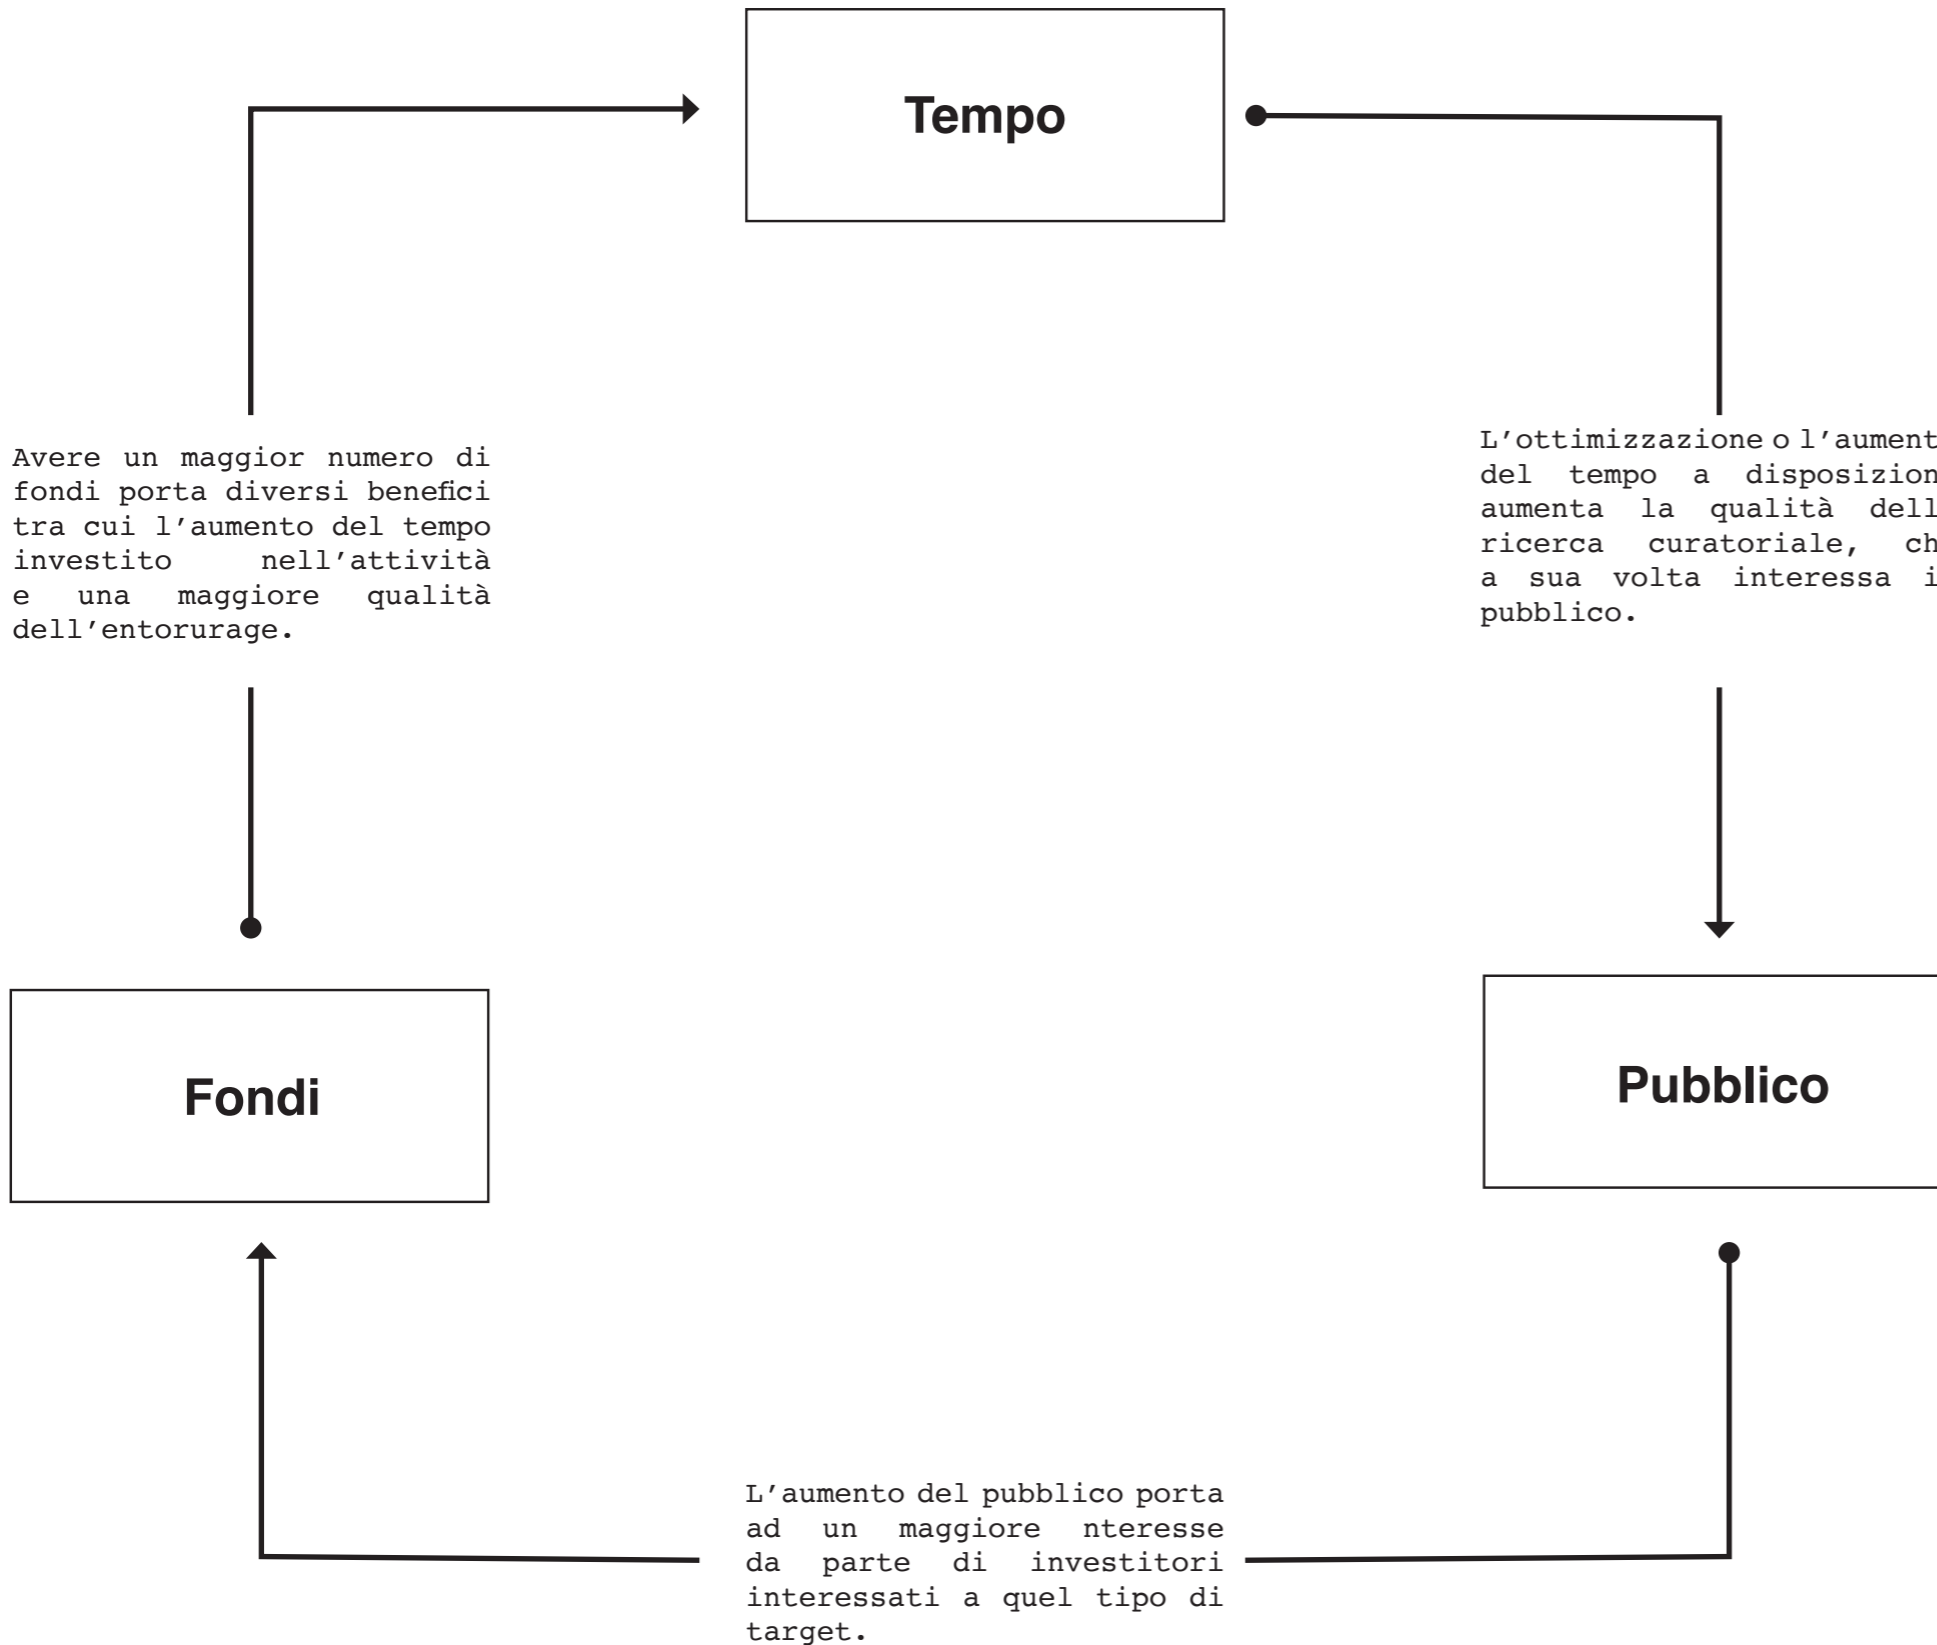 Tempo
Avere un maggior numero di
fondi porta diversi benefici
tra cui l'aumento del tempo
investito nell'attività
e una maggiore qualità
dell'entorurage.
L'ottimizzazione o l'aument
del tempo a disposizion
aumenta la qualità dell
ricerca curatoriale, ch
a sua volta interessa i
pubblico.
Fondi
Pubblico
L'aumento del pubblico porta
ad un maggiore nteresse
da parte di investitori
interessati a quel tipo di
target.